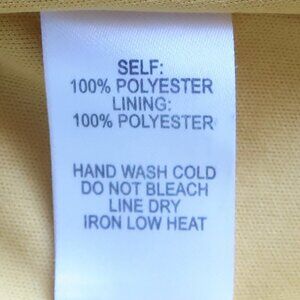 SELF:
100% POLYESTER
LINING:
100% POLYESTER
HAND WASH COLD
DO NOT BLEACH
LINE DRY
IRON LOW HEAT